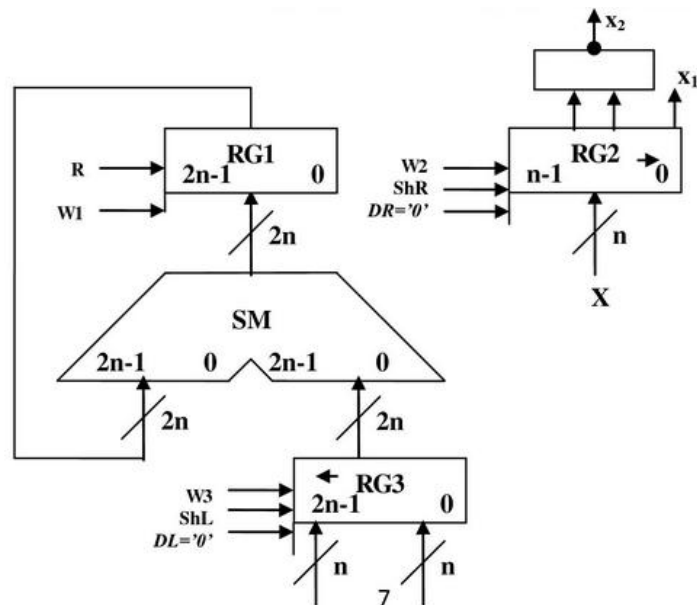 x₂
x₁
R
W1
RG1
2n-1 0
2n
W2
ShR
DR='0'
RG2
n-1 0
n
X
SM
2n-1 0 2n-1 0
2n
2n
W3
ShL
DL='0'
RG3
2n-1 0
n
n
7